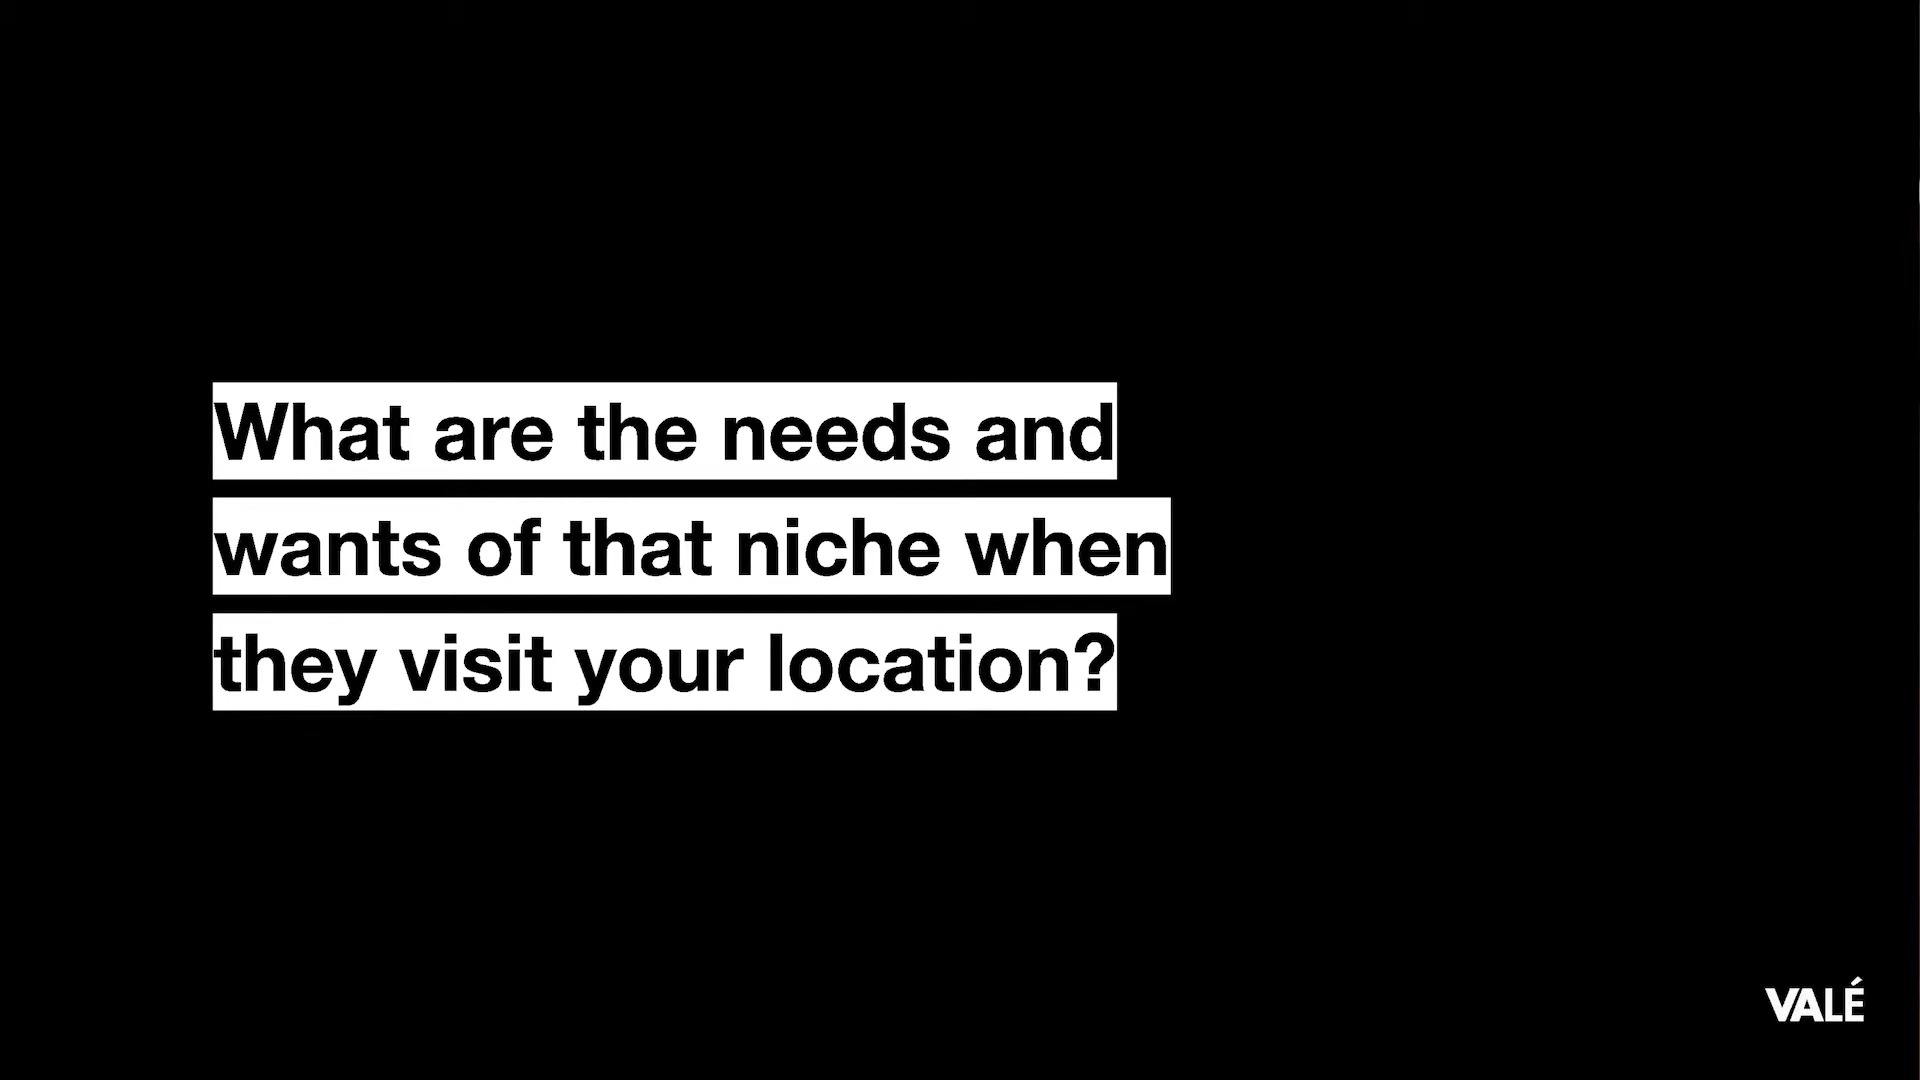 What are the needs and
wants of that niche when
they visit your location?
VALÉ